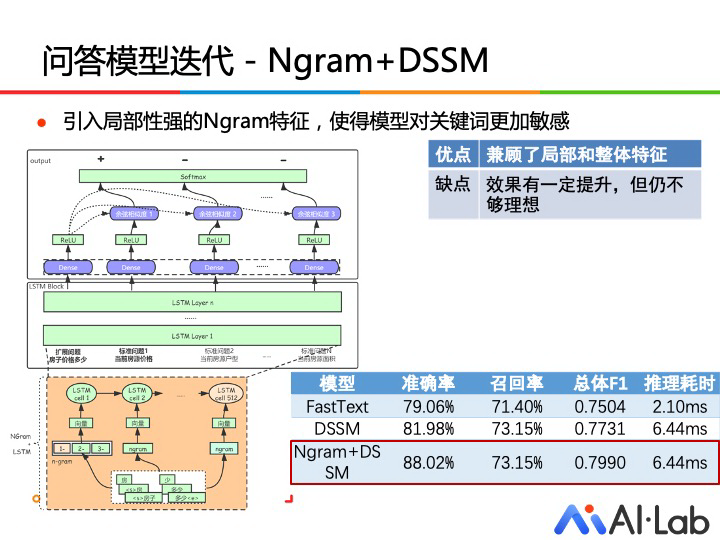 问答模型迭代 - Ngram+DSSM
引入局部性强的Ngram特征，使得模型对关键词更加敏感
优点 兼顾了局部和整体特征
缺点 效果有一定提升，但仍不
够理想
output + - -
Softmax
......
余弦相似度 1 余弦相似度 2 余弦相似度 3
ReLU ReLU ReLU ReLU
Dense Dense Dense ...... Dense
LSTM Block
LSTM Layer n
......
LSTM Layer 1
扩展问题 标准问题1 标准问题2 ...... 标准问题N
房子价格多少 当前房源价格 当前房源户型 当前房源面积
LSTM LSTM ...... LSTM
cell 1 cell 2 cell 512
向量 向量 向量
NGram
LSTM
1- 2- 3- ngram ngram
n-gram
房 少
<s>房 多少
<s>房子 多少<e>
模型 准确率 召回率 总体F1 推理耗时
FastText 79.06% 71.40% 0.7504 2.10ms
DSSM 81.98% 73.15% 0.7731 6.44ms
Ngram+DS
SM 88.02% 73.15% 0.7990 6.44ms
AI·Lab